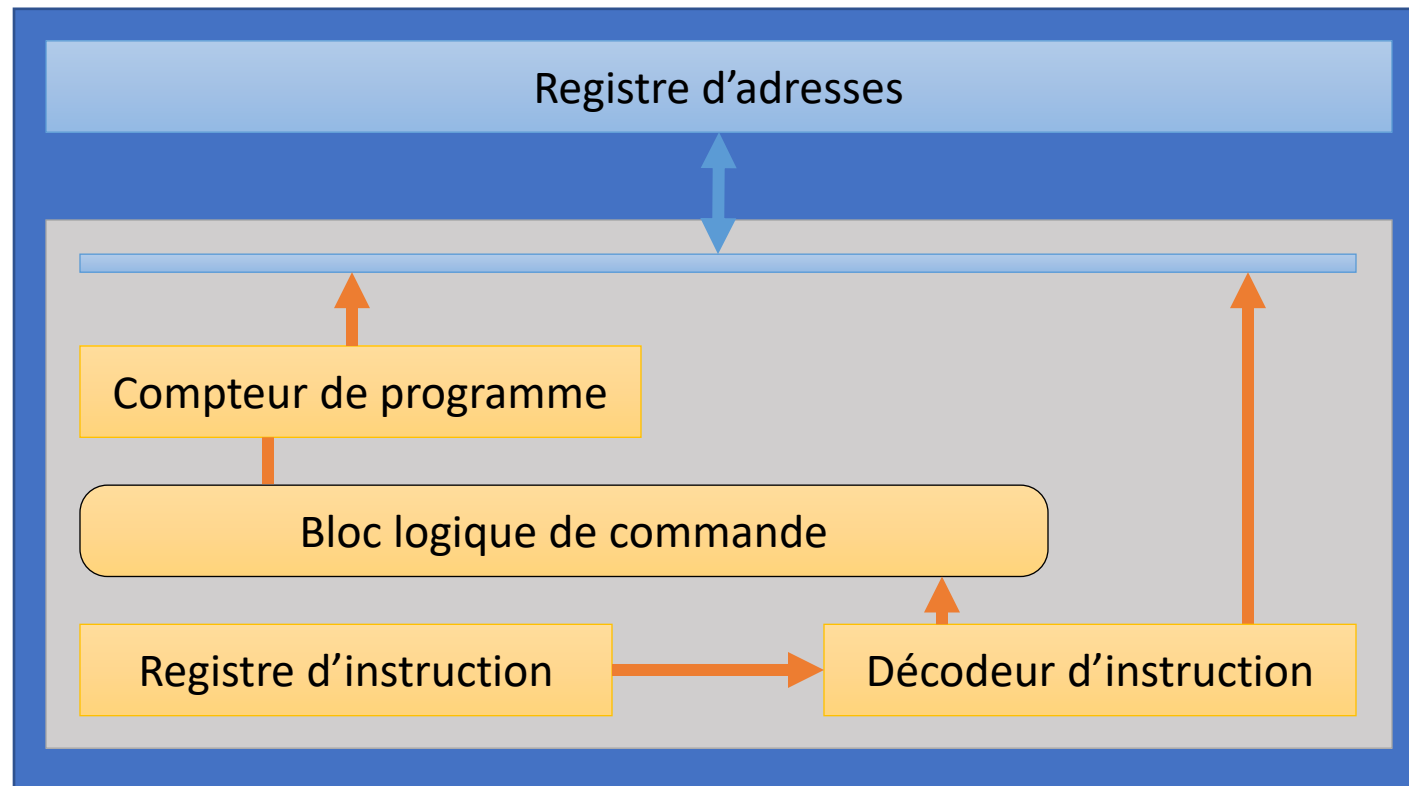 Registre d’adresses
Compteur de programme
Bloc logique de commande
Registre d’instruction
Décodeur d’instruction